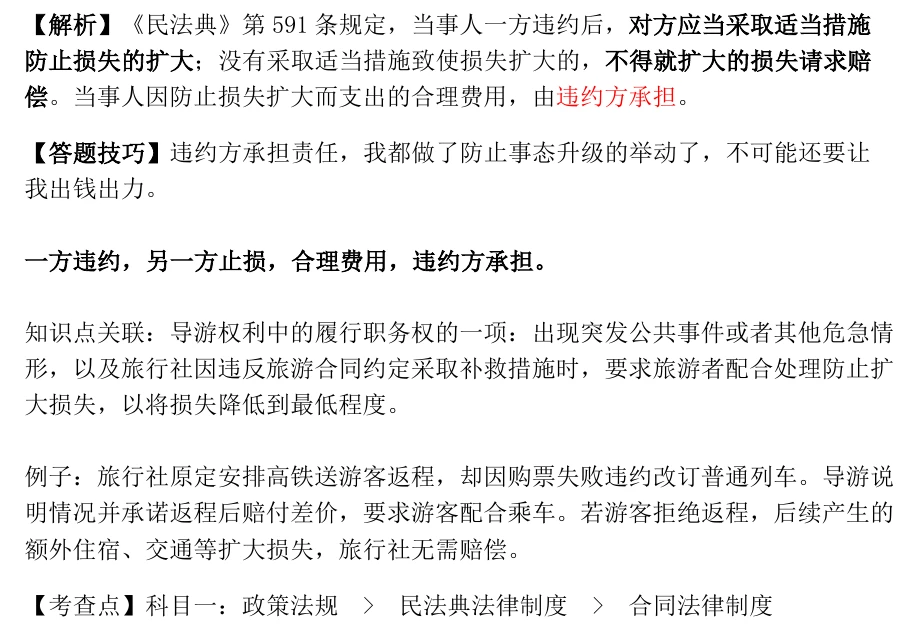 【解析】《民法典》第 591 条规定，当事人一方违约后，对方应当采取适当措施
防止损失的扩大；没有采取适当措施致使损失扩大的，不得就扩大的损失请求赔
偿。当事人因防止损失扩大而支出的合理费用，由违约方承担。
【答题技巧】违约方承担责任，我都做了防止事态升级的举动了，不可能还要让
我出钱出力。
一方违约，另一方止损，合理费用，违约方承担。
知识点关联：导游权利中的履行职务权的一项：出现突发公共事件或者其他危急情
形，以及旅行社因违反旅游合同约定采取补救措施时，要求旅游者配合处理防止扩
大损失，以将损失降低到最低程度。
例子：旅行社原定安排高铁送游客返程，却因购票失败违约改订普通列车。导游说
明情况并承诺返程后赔付差价，要求游客配合乘车。若游客拒绝返程，后续产生的
额外住宿、交通等扩大损失，旅行社无需赔偿。
【考查点】科目一：政策法规 > 民法典法律制度 > 合同法律制度